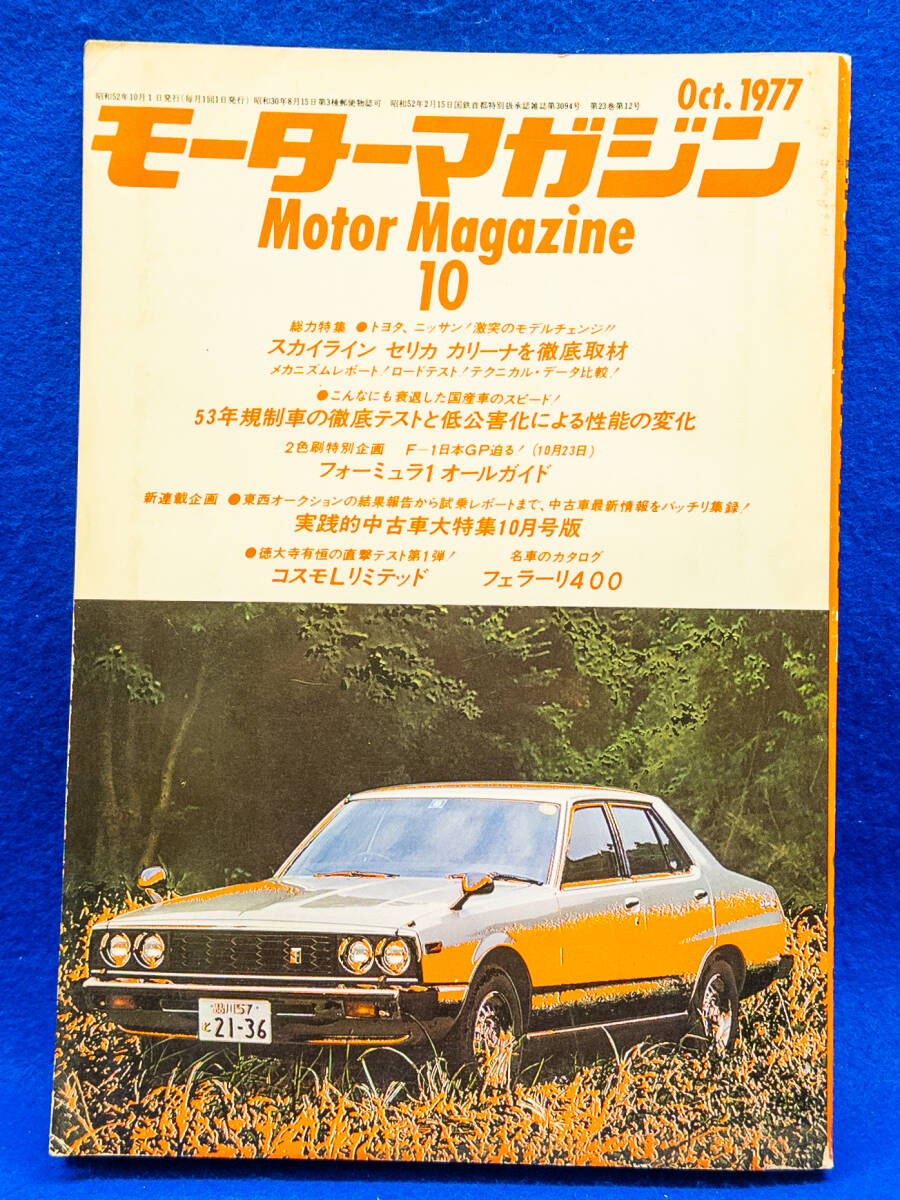 昭和52年10月1日発行(毎月1回1日発行) 昭和30年8月15日第3種郵便物認可 昭和52年2月15日国鉄首都特別扱承認雑誌第3094号 第23巻第12号
Oct. 1977
モーターマガジン
Motor Magazine
10
総力特集 ●トヨタ、ニッサン!激突のモデルチェンジ!!
スカイライン セリカ カリーナを徹底取材
メカニズムレポート!ロードテスト!テクニカル・データ比較!
●こんなにも衰退した国産車のスピード!
53年規制車の徹底テストと低公害化による性能の変化
2色刷特別企画 F-1日本GP迫る!(10月23日)
フォーミュラ1 オールガイド
新連載企画 ●東西オークションの結果報告から試乗レポートまで、中古車最新情報をバッチリ集録!
実践的中古車大特集10月号版
●徳大寺有恒の直撃テスト第1弾! 名車のカタログ
コスモLリミテッド フェラーリ400
品川57
と 21-36